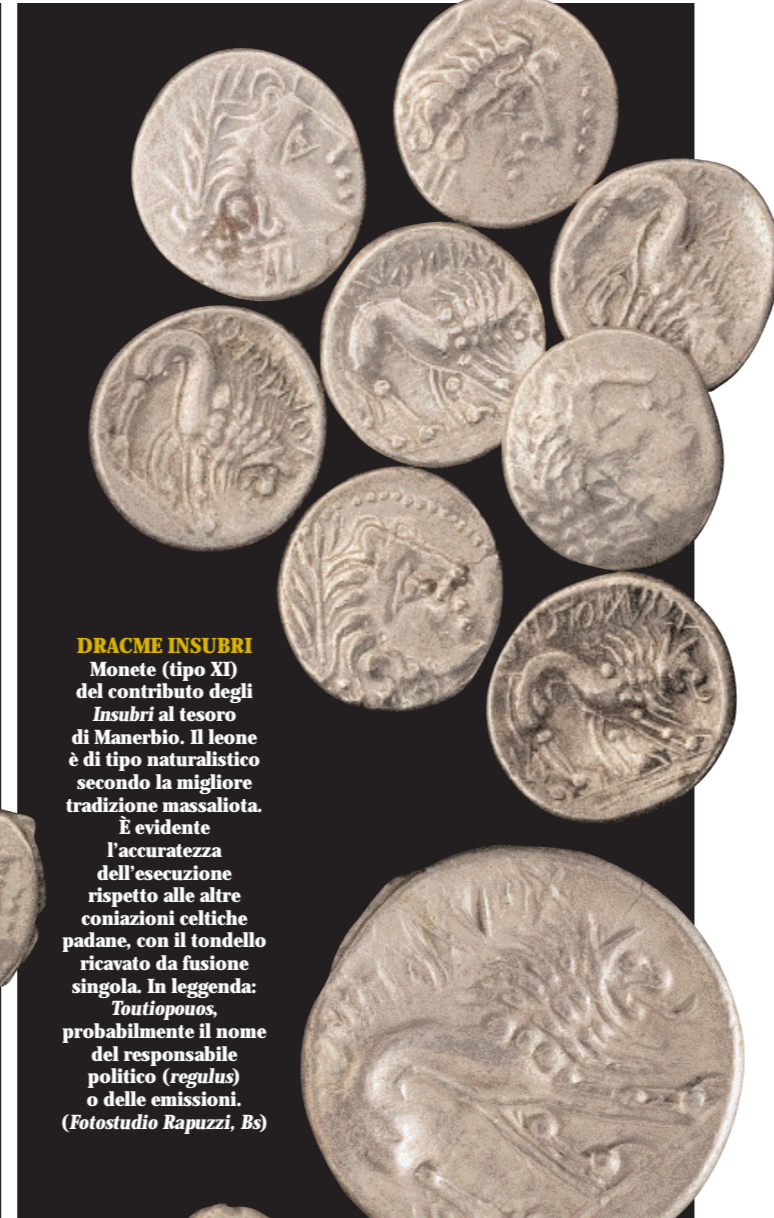 DRACME INSUBRI
Monete (tipo XI)
del contributo degli
Insubri al tesoro
di Manerbio. Il leone
è di tipo naturalistico
secondo la migliore
tradizione massaliota.
È evidente
l'accuratezza
dell'esecuzione
rispetto alle altre
coniazioni celtiche
padane, con il tondello
ricavato da fusione
singola. In leggenda:
Toutiopouos,
probabilmente il nome
del responsabile
politico (regulus)
o delle emissioni.
(Fotostudio Rapuzzi, Bs)